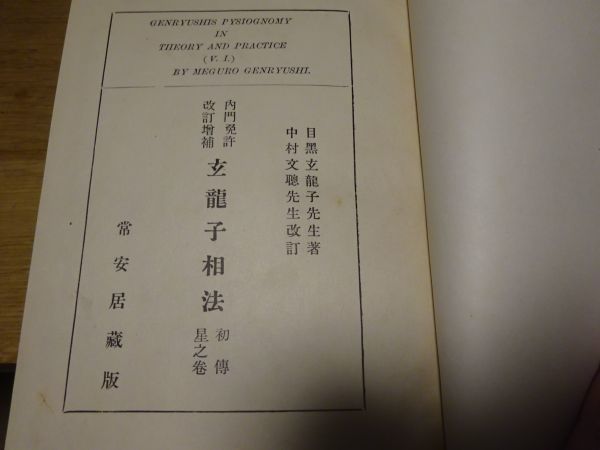 GENRYUSHIS PYSIOGNOMY
IN
THEORY AND PRACTICE
(V. I.)
BY MEGURO GENRYUSHI.
目黑玄龍子先生著
中村文聰先生改訂
內門免許
改訂增補
玄龍子相法
初傳
星之卷
常安居藏版